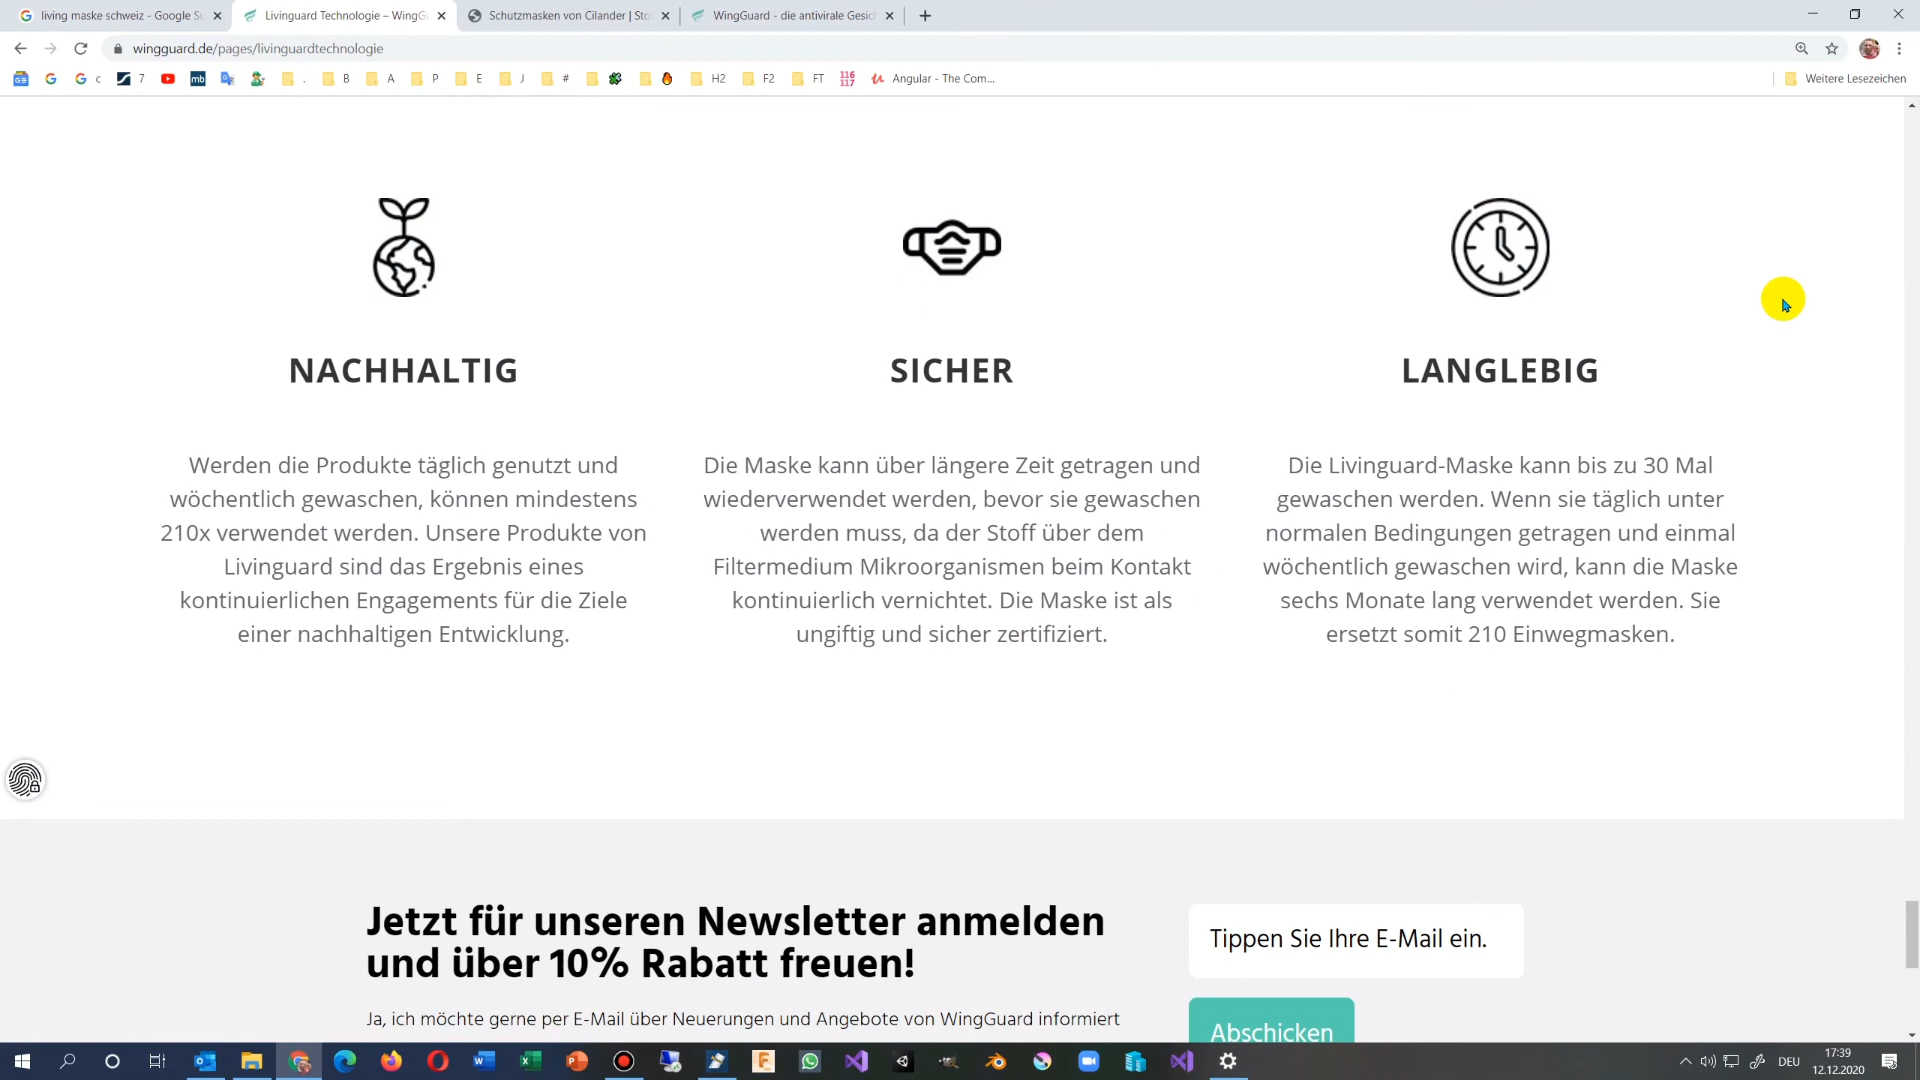 living maske schweiz - Google Su
Livinguard Technologie – WingG
Schutzmasken von Cilander | Sto
WingGuard - die antivirale Gesic
wingguard.de/pages/livinguardtechnologie
c
7
mb
.
B
A
P
E
J
#
H2
F2
FT
116
117
Angular - The Com...
Weitere Lesezeichen
NACHHALTIG
Werden die Produkte täglich genutzt und
wöchentlich gewaschen, können mindestens
210x verwendet werden. Unsere Produkte von
Livinguard sind das Ergebnis eines
kontinuierlichen Engagements für die Ziele
einer nachhaltigen Entwicklung.
SICHER
Die Maske kann über längere Zeit getragen und
wiederverwendet werden, bevor sie gewaschen
werden muss, da der Stoff über dem
Filtermedium Mikroorganismen beim Kontakt
kontinuierlich vernichtet. Die Maske ist als
ungiftig und sicher zertifiziert.
LANGLEBIG
Die Livinguard-Maske kann bis zu 30 Mal
gewaschen werden. Wenn sie täglich unter
normalen Bedingungen getragen und einmal
wöchentlich gewaschen wird, kann die Maske
sechs Monate lang verwendet werden. Sie
ersetzt somit 210 Einwegmasken.
Jetzt für unseren Newsletter anmelden
und über 10% Rabatt freuen!
Ja, ich möchte gerne per E-Mail über Neuerungen und Angebote von WingGuard informiert
Tippen Sie Ihre E-Mail ein.
Abschicken
DEU
17:39
12.12.2020